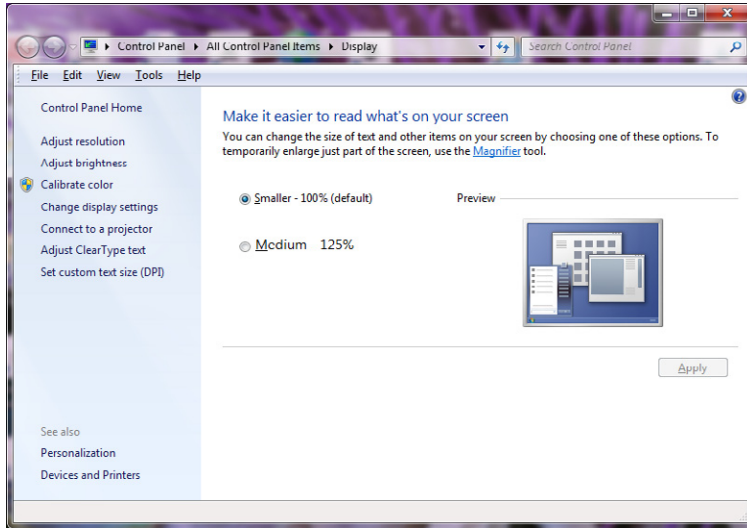 Control Panel All Control Panel Items Display Search Control Panel
File Edit View Tools Help
Control Panel Home
Adjust resolution
Adjust brightness
Calibrate color
Change display settings
Connect to a projector
Adjust ClearType text
Set custom text size (DPI)
See also
Personalization
Devices and Printers
Make it easier to read what's on your screen
You can change the size of text and other items on your screen by choosing one of these options. To
temporarily enlarge just part of the screen, use the Magnifier tool.
Smaller - 100% (default)
Preview
Medium 125%
Apply